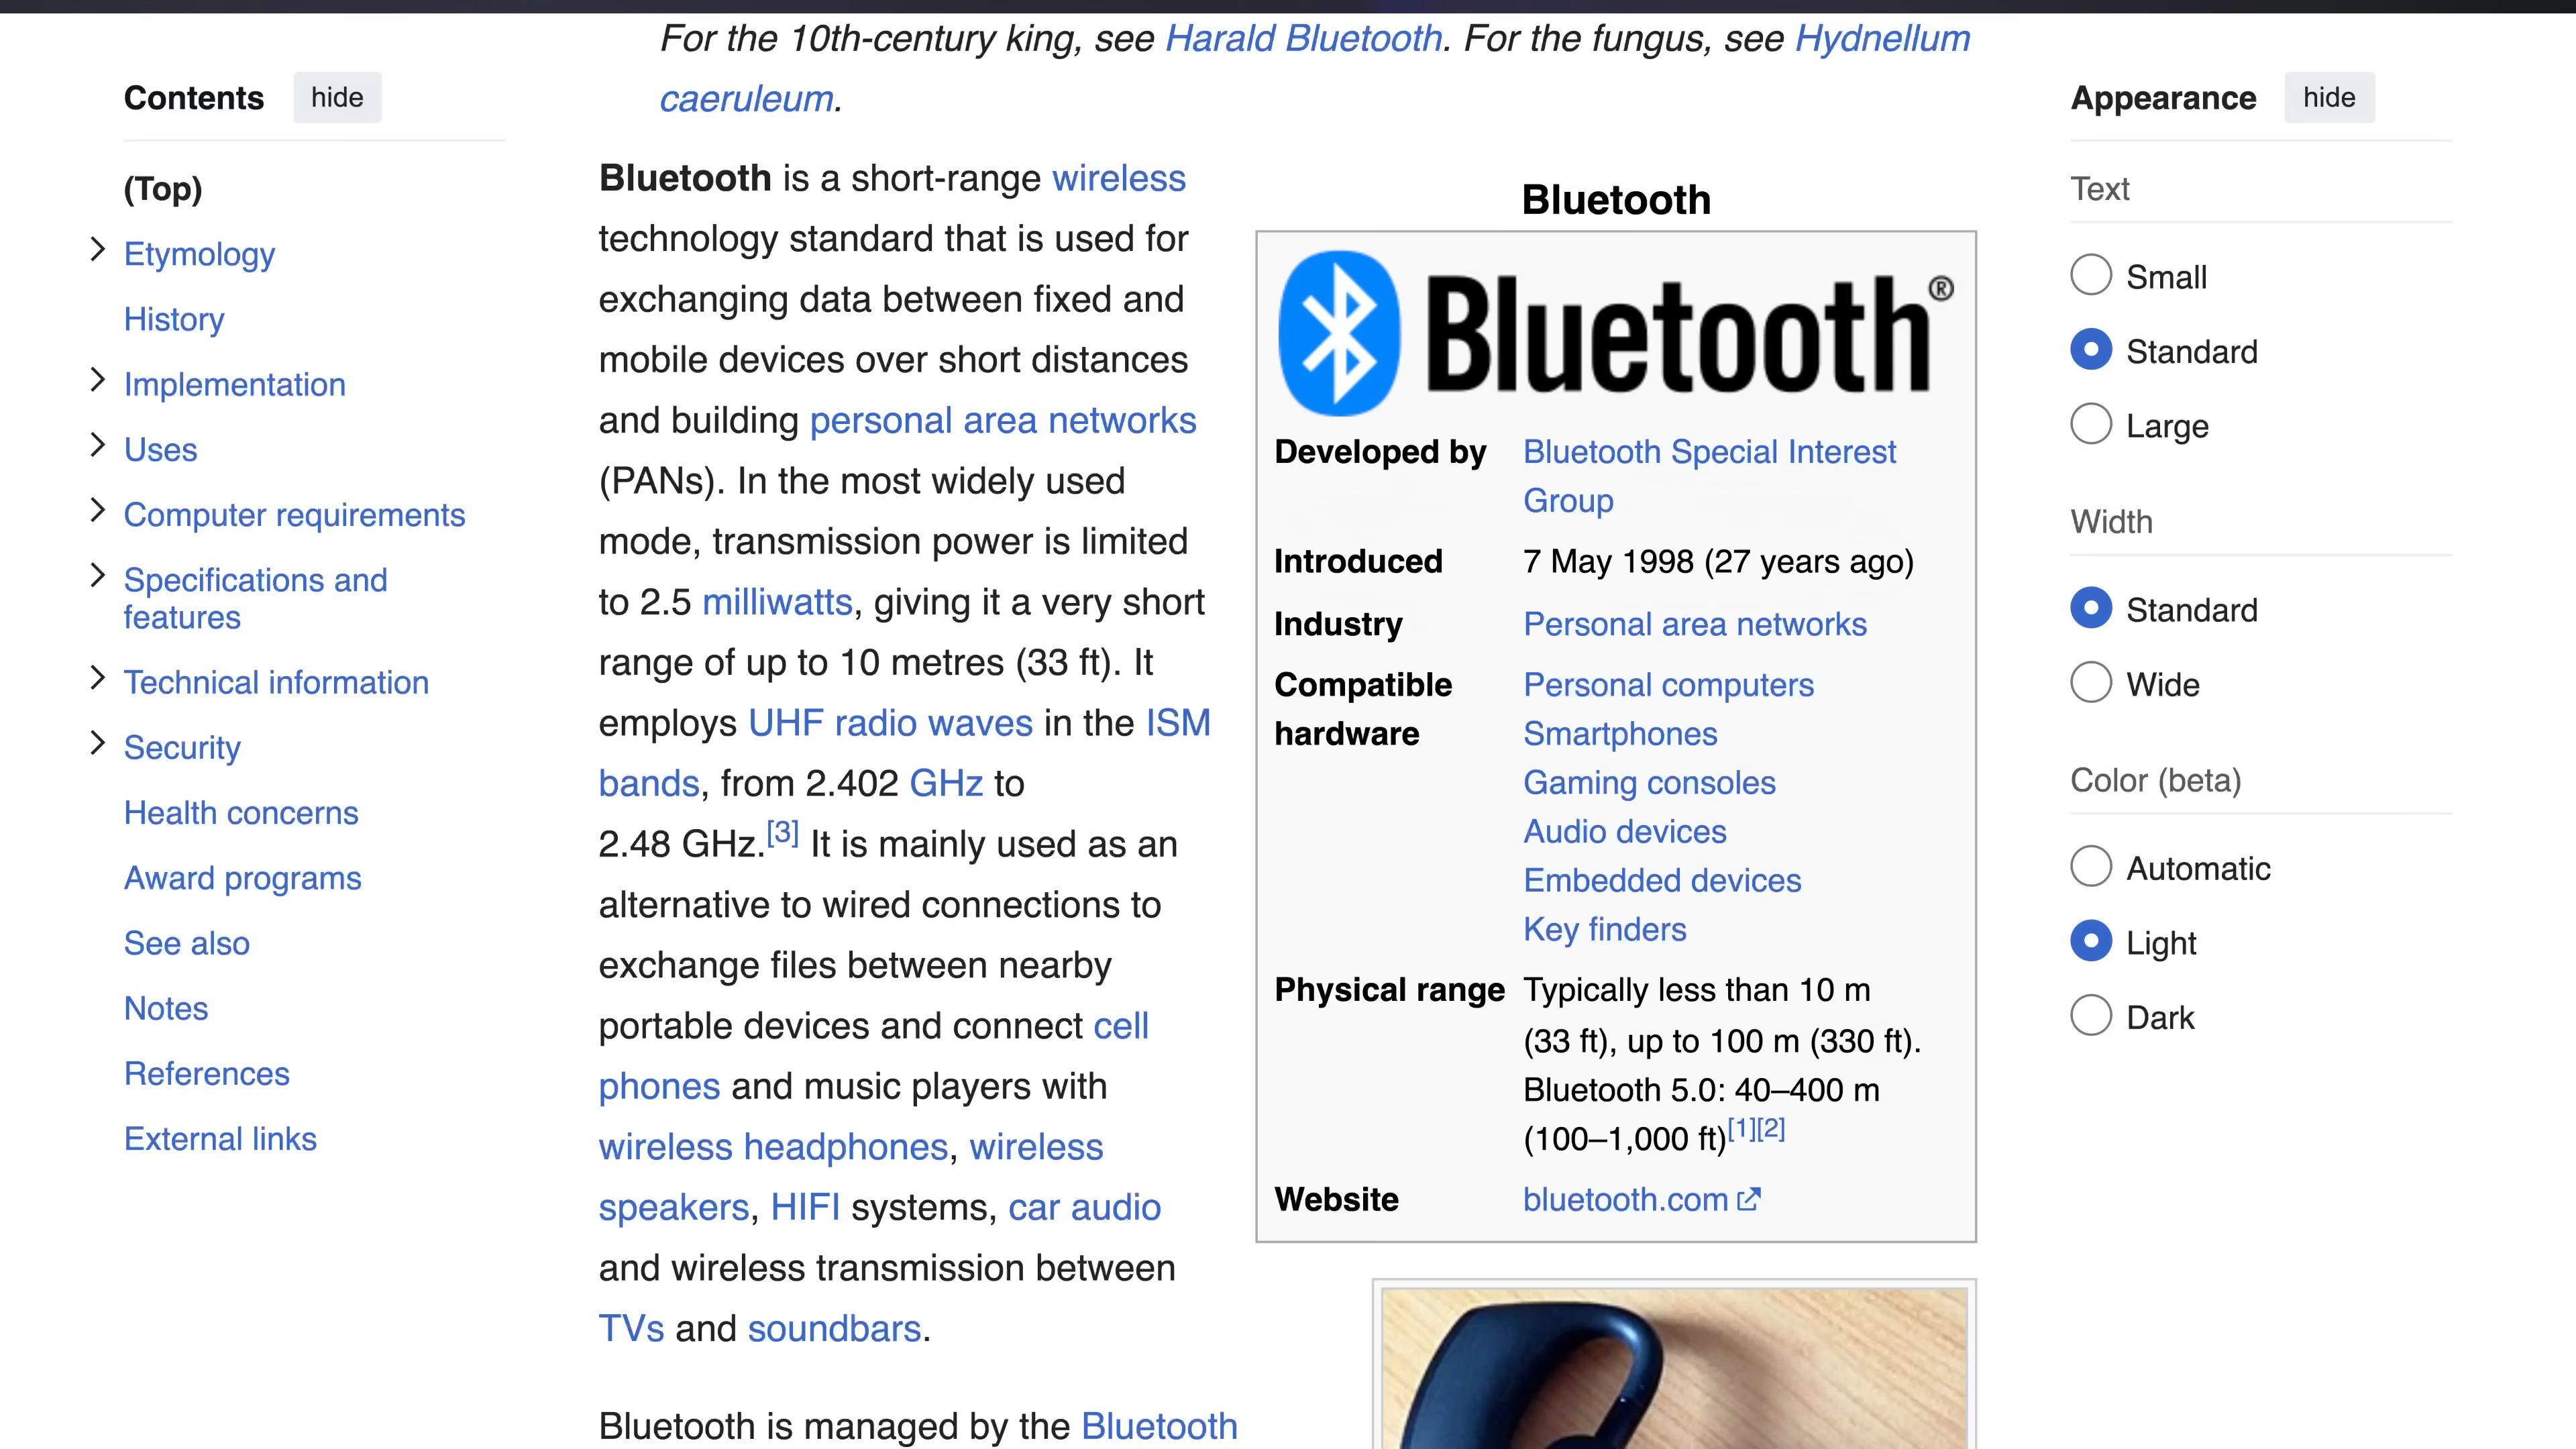 For the 10th-century king, see Harald Bluetooth. For the fungus, see Hydnellum
caeruleum.
Contents hide
(Top)
Etymology
History
Implementation
Uses
Computer requirements
Specifications and
features
Technical information
Security
Health concerns
Award programs
See also
Notes
References
External links
Bluetooth is a short-range wireless
technology standard that is used for
exchanging data between fixed and
mobile devices over short distances
and building personal area networks
(PANs). In the most widely used
mode, transmission power is limited
to 2.5 milliwatts, giving it a very short
range of up to 10 metres (33 ft). It
employs UHF radio waves in the ISM
bands, from 2.402 GHz to
2.48 GHz.[3] It is mainly used as an
alternative to wired connections to
exchange files between nearby
portable devices and connect cell
phones and music players with
wireless headphones, wireless
speakers, HIFI systems, car audio
and wireless transmission between
TVs and soundbars.
Bluetooth is managed by the Bluetooth
Bluetooth
Bluetooth®
Developed by Bluetooth Special Interest
Group
Introduced 7 May 1998 (27 years ago)
Industry Personal area networks
Compatible Personal computers
hardware Smartphones
Gaming consoles
Audio devices
Embedded devices
Key finders
Physical range Typically less than 10 m
(33 ft), up to 100 m (330 ft).
Bluetooth 5.0: 40–400 m
(100–1,000 ft)[1][2]
Website bluetooth.com
Appearance hide
Text
Small
Standard
Large
Width
Standard
Wide
Color (beta)
Automatic
Light
Dark